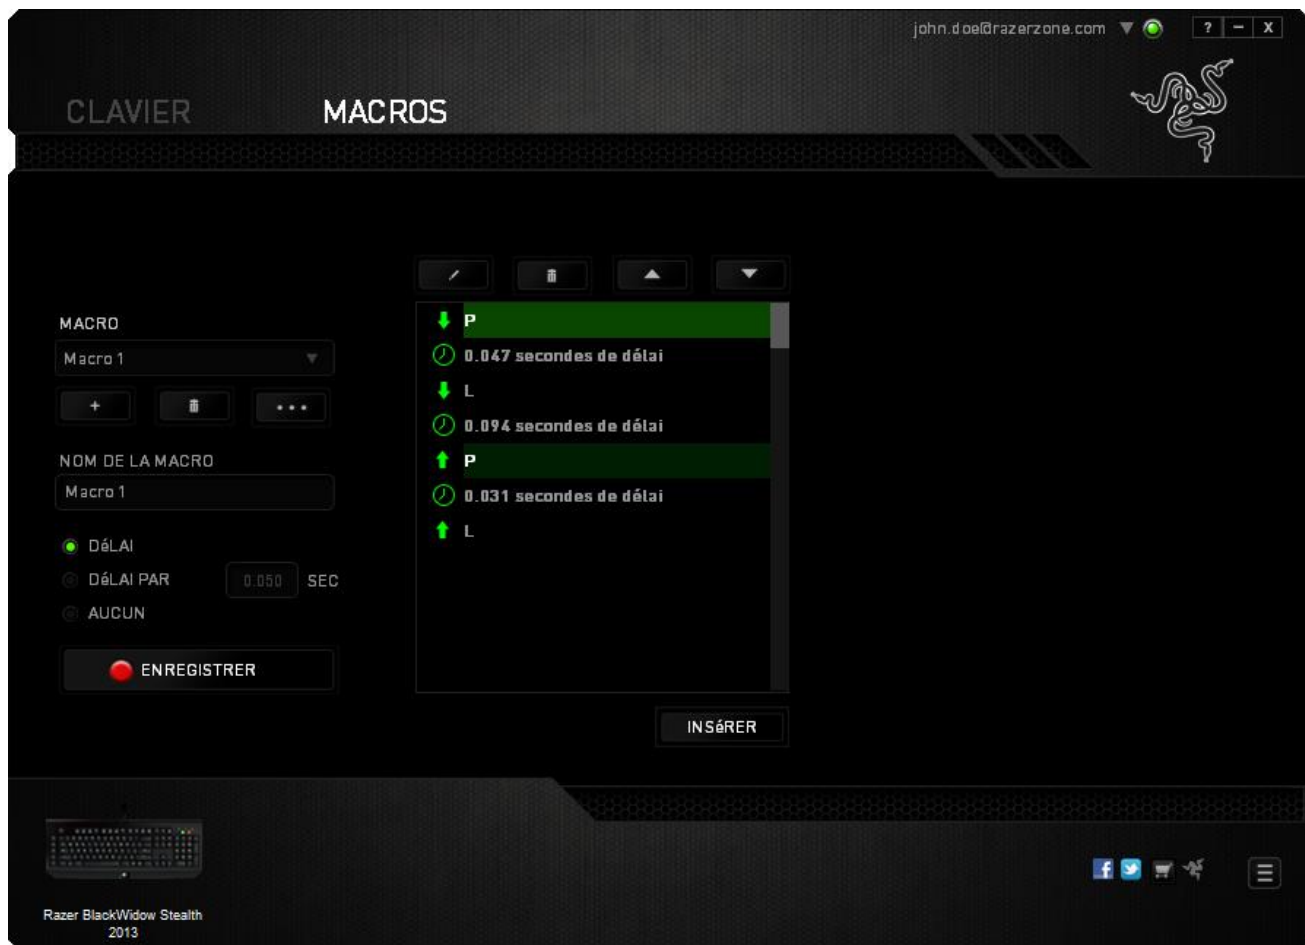 john.doe@razerzone.com
? – X
CLAVIER MACROS
MACRO
Macro 1
+
...
NOM DE LA MACRO
Macro 1
DéLAI
DéLAI PAR 0.050 SEC
AUCUN
ENREGISTRER
P
0.047 secondes de délai
L
0.094 secondes de délai
P
0.031 secondes de délai
L
INSéRER
Razer BlackWidow Stealth
2013